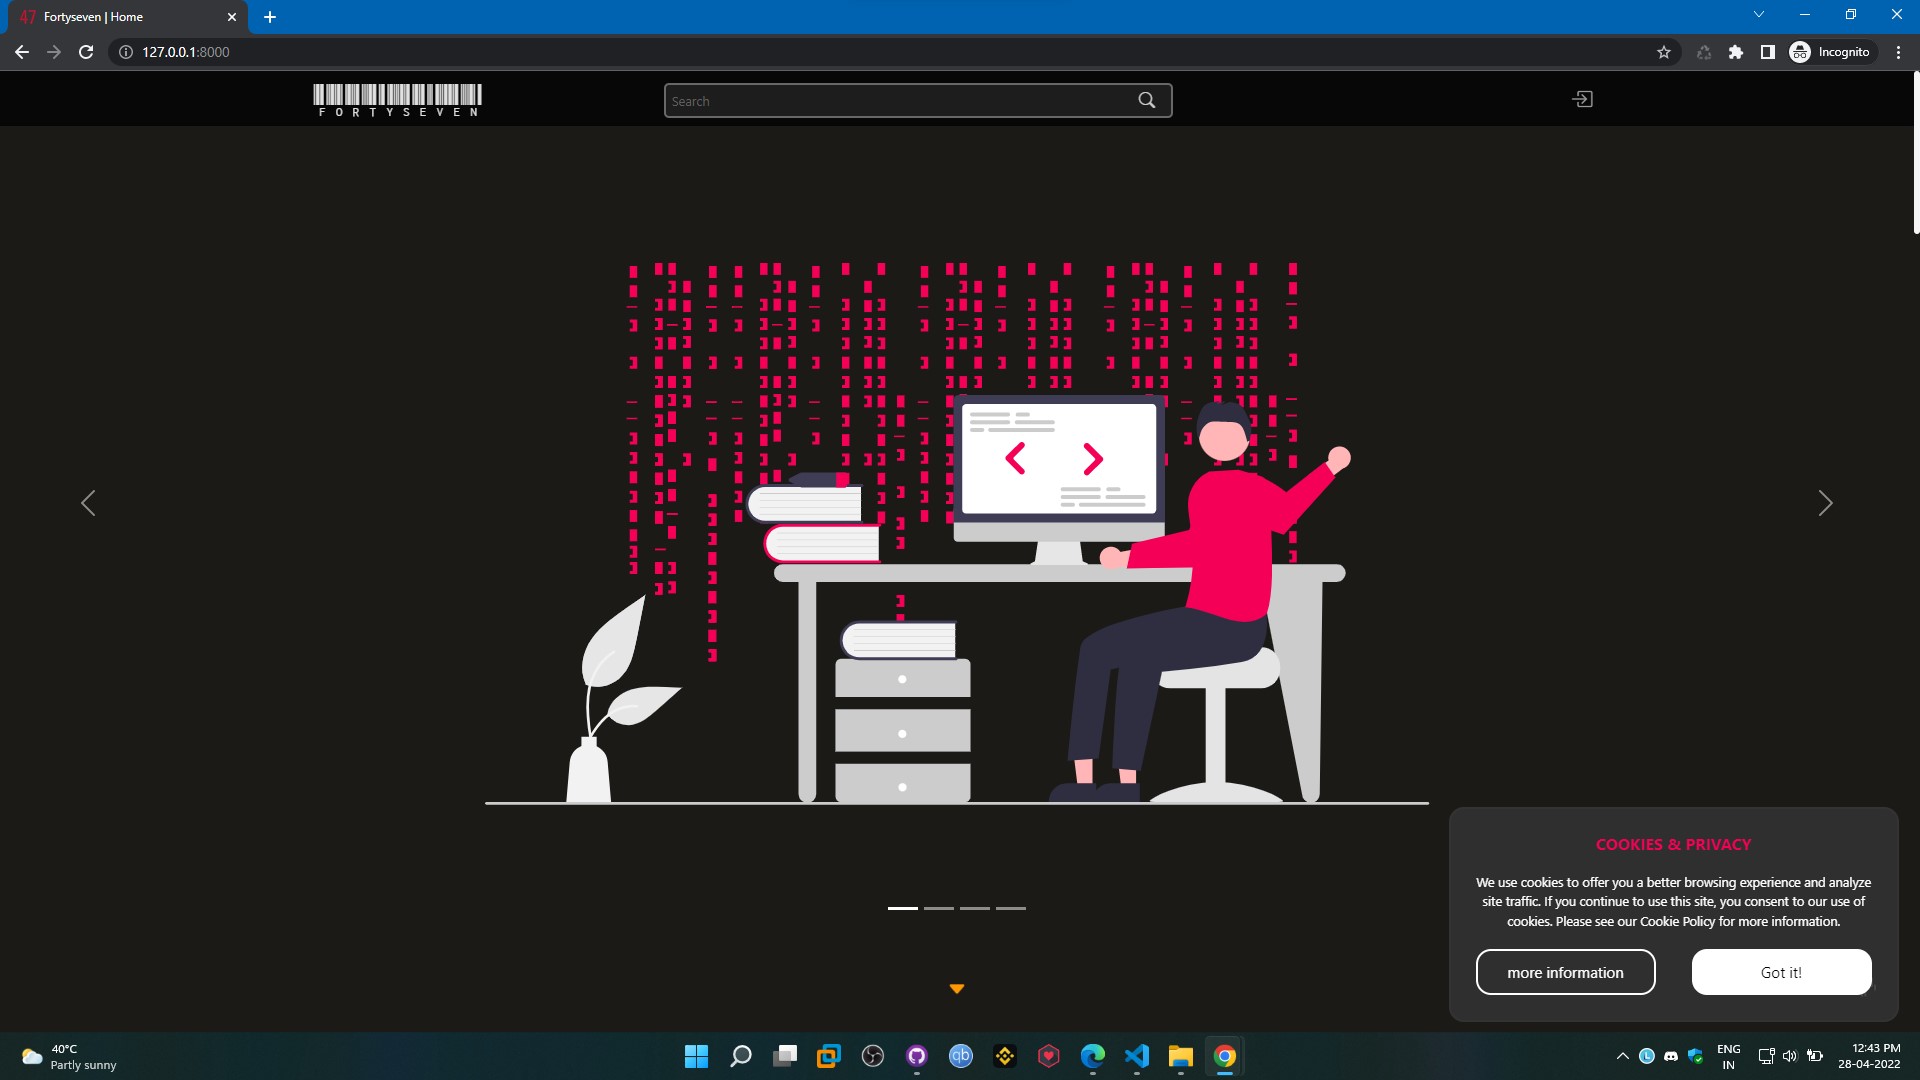 47 Fortyseven | Home
127.0.0.1:8000
Incognito
FORTYSEVEN
Search
COOKIES & PRIVACY
We use cookies to offer you a better browsing experience and analyze
site traffic. If you continue to use this site, you consent to our use of
cookies. Please see our Cookie Policy for more information.
more information
Got it!
40°C
Partly sunny
qb
L
ENG
IN
12:43 PM
28-04-2022